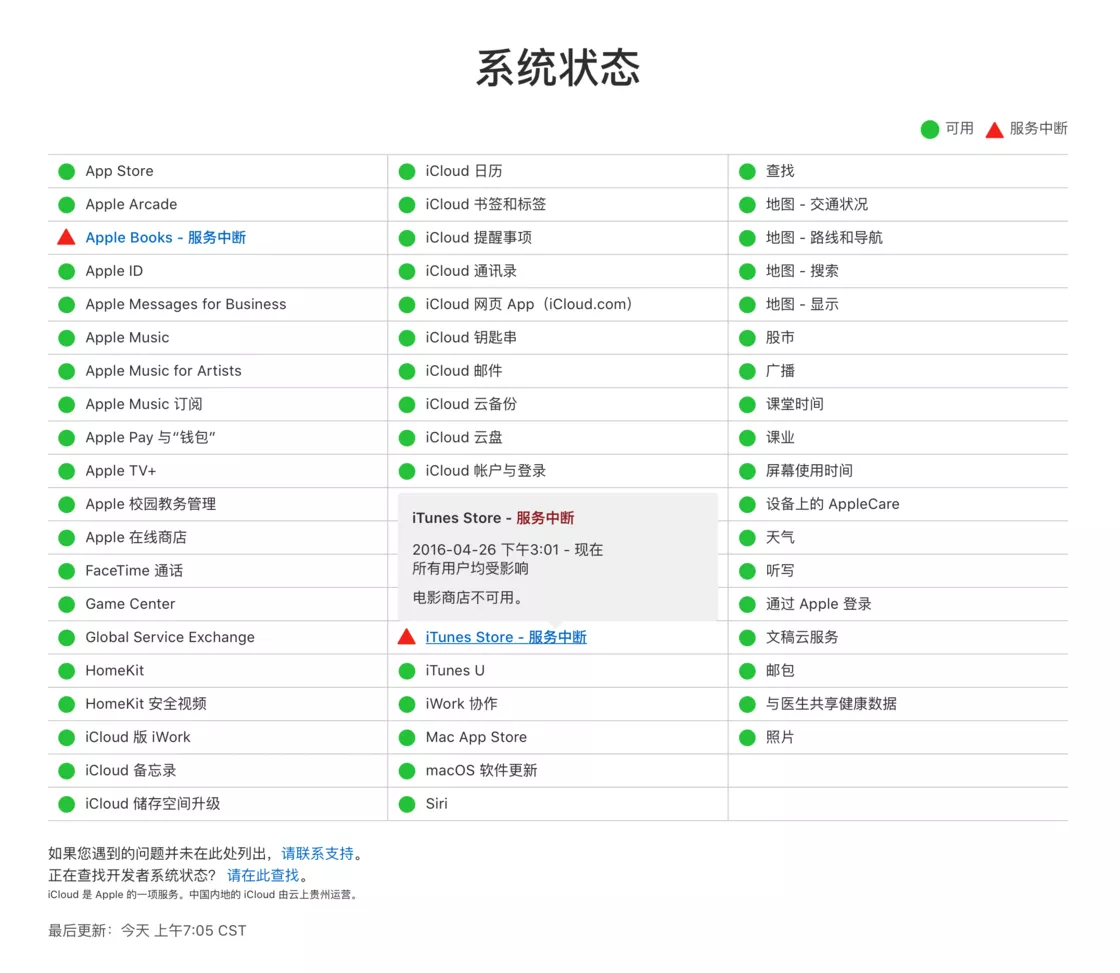 系统状态
可用
服务中断
App Store
Apple Arcade
Apple Books - 服务中断
Apple ID
Apple Messages for Business
Apple Music
Apple Music for Artists
Apple Music 订阅
Apple Pay 与“钱包”
Apple TV+
Apple 校园教务管理
Apple 在线商店
FaceTime 通话
Game Center
Global Service Exchange
HomeKit
HomeKit 安全视频
iCloud 版 iWork
iCloud 备忘录
iCloud 储存空间升级
iCloud 日历
iCloud 书签和标签
iCloud 提醒事项
iCloud 通讯录
iCloud 网页 App（iCloud.com）
iCloud 钥匙串
iCloud 邮件
iCloud 云备份
iCloud 云盘
iCloud 帐户与登录
iTunes Store - 服务中断
2016-04-26 下午3:01 - 现在
所有用户均受影响
电影商店不可用。
iTunes Store - 服务中断
iTunes U
iWork 协作
Mac App Store
macOS 软件更新
Siri
查找
地图 - 交通状况
地图 - 路线和导航
地图 - 搜索
地图 - 显示
股市
广播
课堂时间
课业
屏幕使用时间
设备上的 AppleCare
天气
听写
通过 Apple 登录
文稿云服务
邮包
与医生共享健康数据
照片
如果您遇到的问题并未在此处列出，请联系支持。
正在查找开发者系统状态？ 请在此查找。
iCloud 是 Apple 的一项服务。中国内地的 iCloud 由云上贵州运营。
最后更新：今天 上午7:05 CST